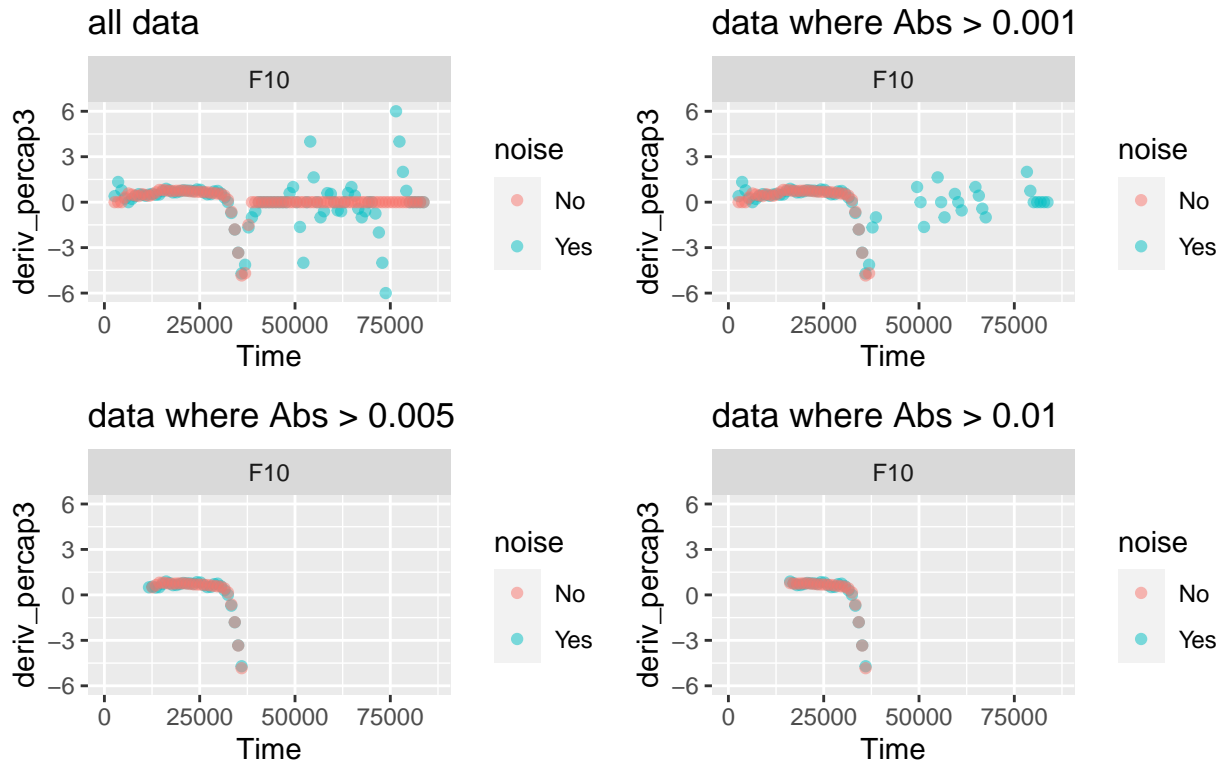 all data
F10
deriv_percap3
6
3
0
−3
−6
0 25000 50000 75000
Time
noise
No
Yes
data where Abs > 0.001
F10
deriv_percap3
6
3
0
−3
−6
0 25000 50000 75000
Time
noise
No
Yes
data where Abs > 0.005
F10
deriv_percap3
6
3
0
−3
−6
0 25000 50000 75000
Time
noise
No
Yes
data where Abs > 0.01
F10
deriv_percap3
6
3
0
−3
−6
0 25000 50000 75000
Time
noise
No
Yes